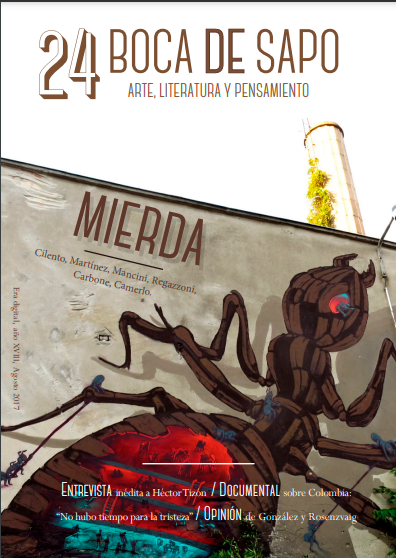 24 BOCA DE SAPO
ARTE, LITERATURA Y PENSAMIENTO
MIERDA
Cilento, Martínez, Mancini, Regazzoni,
Carbone, Camerlo.
Era digital, año XVIII, Agosto 2017
ENTREVISTA inédita a Héctor Tizón / DOCUMENTAL sobre Colombia:
“No hubo tiempo para la tristeza” / OPINIÓN de González y Rosenzvaig